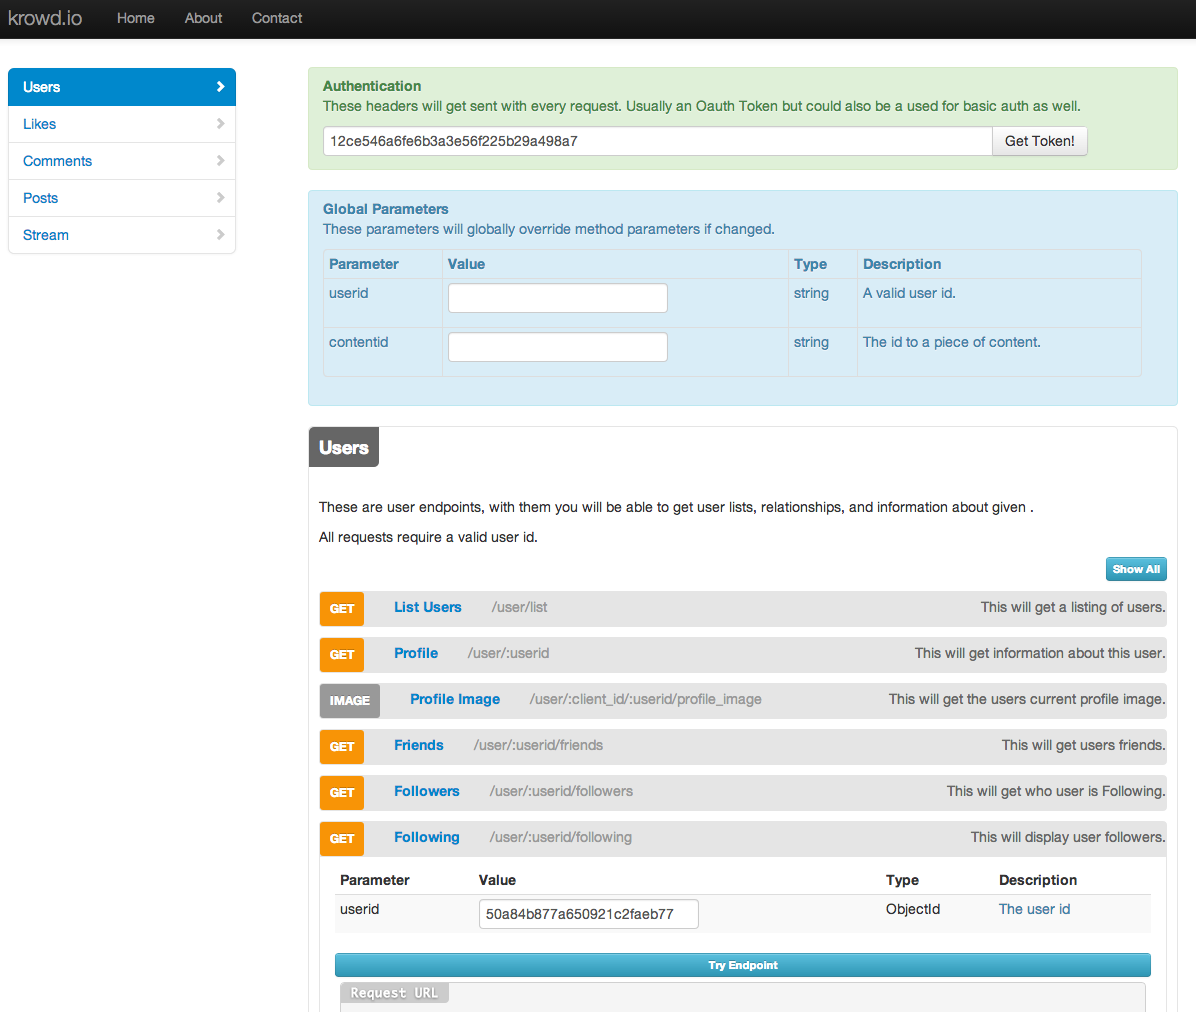 krowd.io Home About Contact
Users
Likes
Comments
Posts
Stream
Authentication
These headers will get sent with every request. Usually an Oauth Token but could also be a used for basic auth as well.
12ce546a6fe6b3a3e56f225b29a498a7 Get Token!
Global Parameters
These parameters will globally override method parameters if changed.
Parameter Value Type Description
userid string A valid user id.
contentid string The id to a piece of content.
Users
These are user endpoints, with them you will be able to get user lists, relationships, and information about given .
All requests require a valid user id.
Show All
GET List Users /user/list This will get a listing of users.
GET Profile /user/:userid This will get information about this user.
IMAGE Profile Image /user/:client_id/:userid/profile_image This will get the users current profile image.
GET Friends /user/:userid/friends This will get users friends.
GET Followers /user/:userid/followers This will get who user is Following.
GET Following /user/:userid/following This will display user followers.
Parameter Value Type Description
userid 50a84b877a650921c2faeb77 ObjectId The user id
Try Endpoint
Request URL